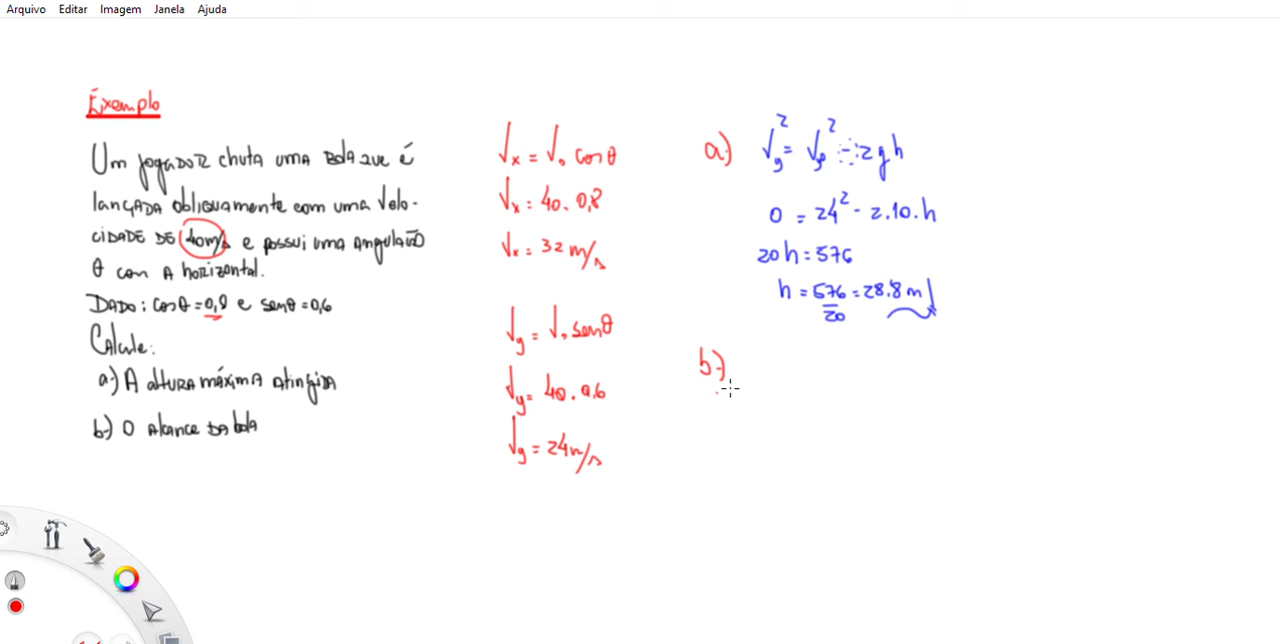 Arquivo Editar Imagem Janela Ajuda
Exemplo
Um jogador chuta uma bola que é
lançada obliquamente com uma velo-
cidade de 40m/s e possui uma angulação
θ com a horizontal.
Dado: cosθ = 0,8 e senθ = 0,6
Calcule:
a) A altura máxima atingida
b) O alcance da bola
Vx = V₀ cosθ
Vx = 40 . 0,8
Vx = 32 m/s
Vy = V₀ senθ
Vy = 40 . 0,6
Vy = 24 m/s
a) Vy² = V₀² - 2gh
0 = 24² - 2.10.h
20h = 576
h = 576/20 = 28.8 m
b)